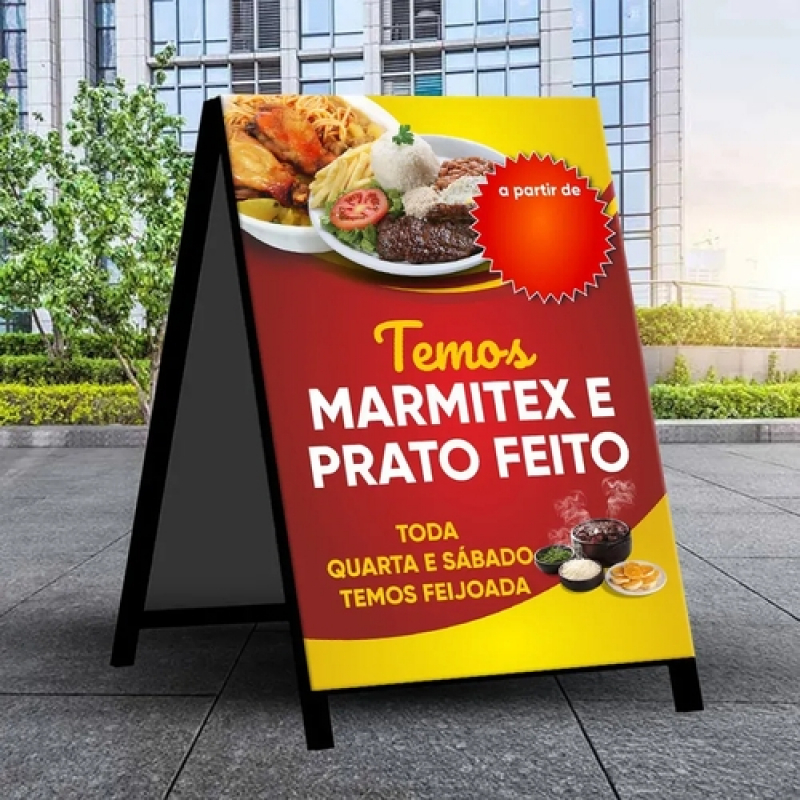 a partir de
Temos
MARMITEX E
PRATO FEITO
TODA
QUARTA E SÁBADO
TEMOS FEIJOADA